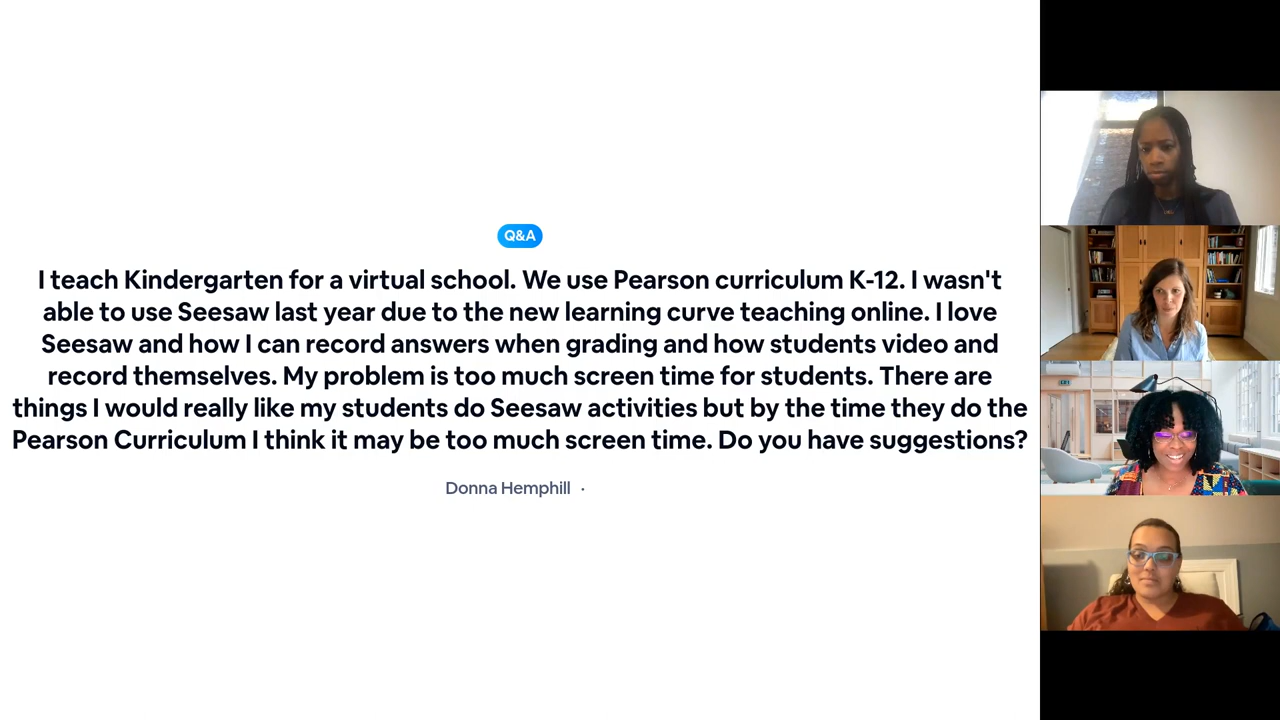 Q&A
I teach Kindergarten for a virtual school. We use Pearson curriculum K-12. I wasn't
able to use Seesaw last year due to the new learning curve teaching online. I love
Seesaw and how I can record answers when grading and how students video and
record themselves. My problem is too much screen time for students. There are
things I would really like my students do Seesaw activities but by the time they do the
Pearson Curriculum I think it may be too much screen time. Do you have suggestions?
Donna Hemphill ·